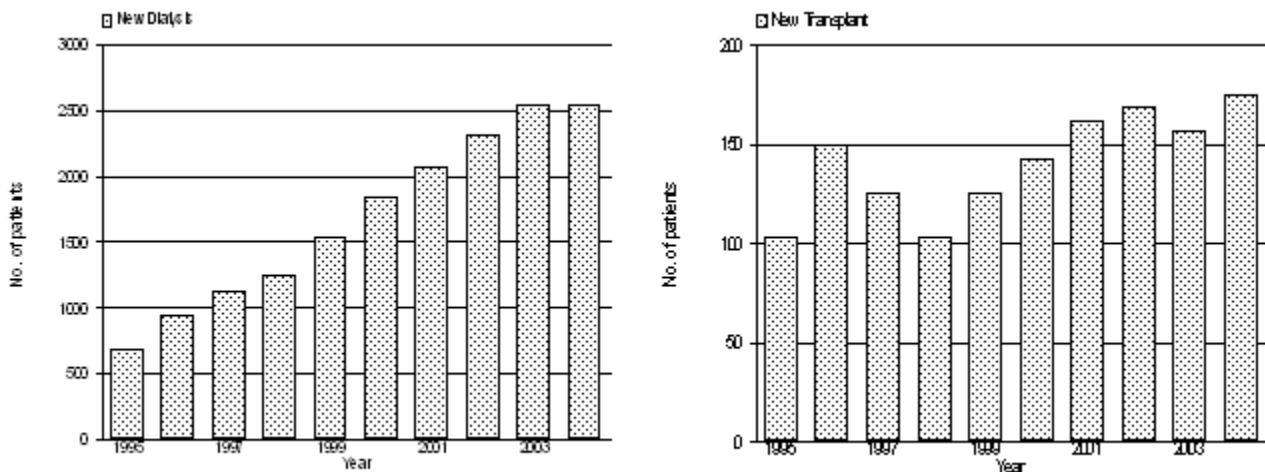 New Dialysis
3000
2500
2000
1500
1000
500
0
1995 1997 1999 2001 2003
Year
No. of patients
New Transplant
200
150
100
50
0
1995 1997 1999 2001 2003
Year
No. of patients